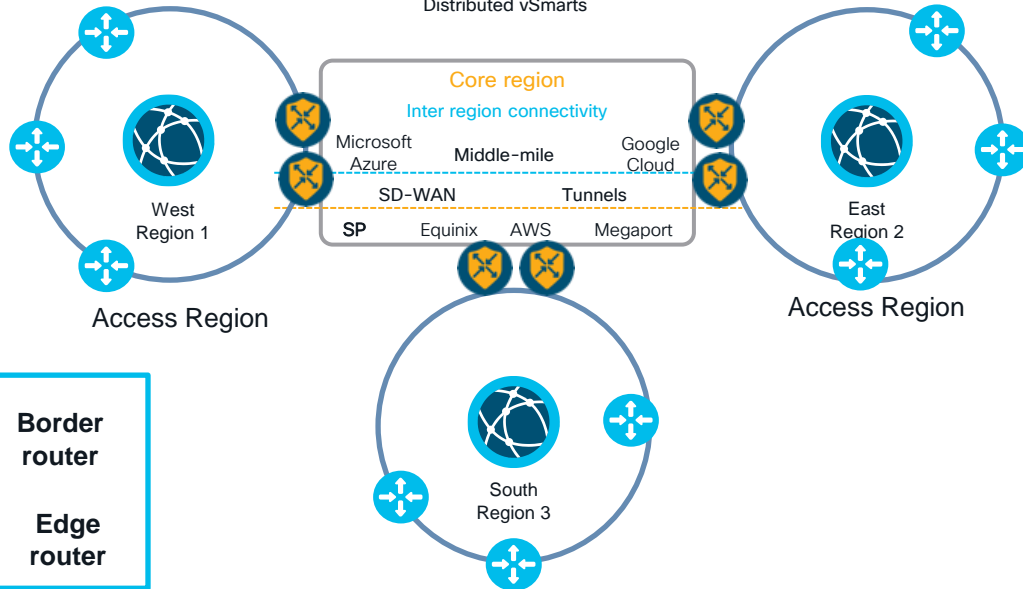 Distributed vSmarts
Core region
Inter region connectivity
Microsoft
Azure
Middle-mile
Google
Cloud
SD-WAN
Tunnels
SP
Equinix
AWS
Megaport
West
Region 1
East
Region 2
Access Region
Access Region
South
Region 3
Border
router
Edge
router